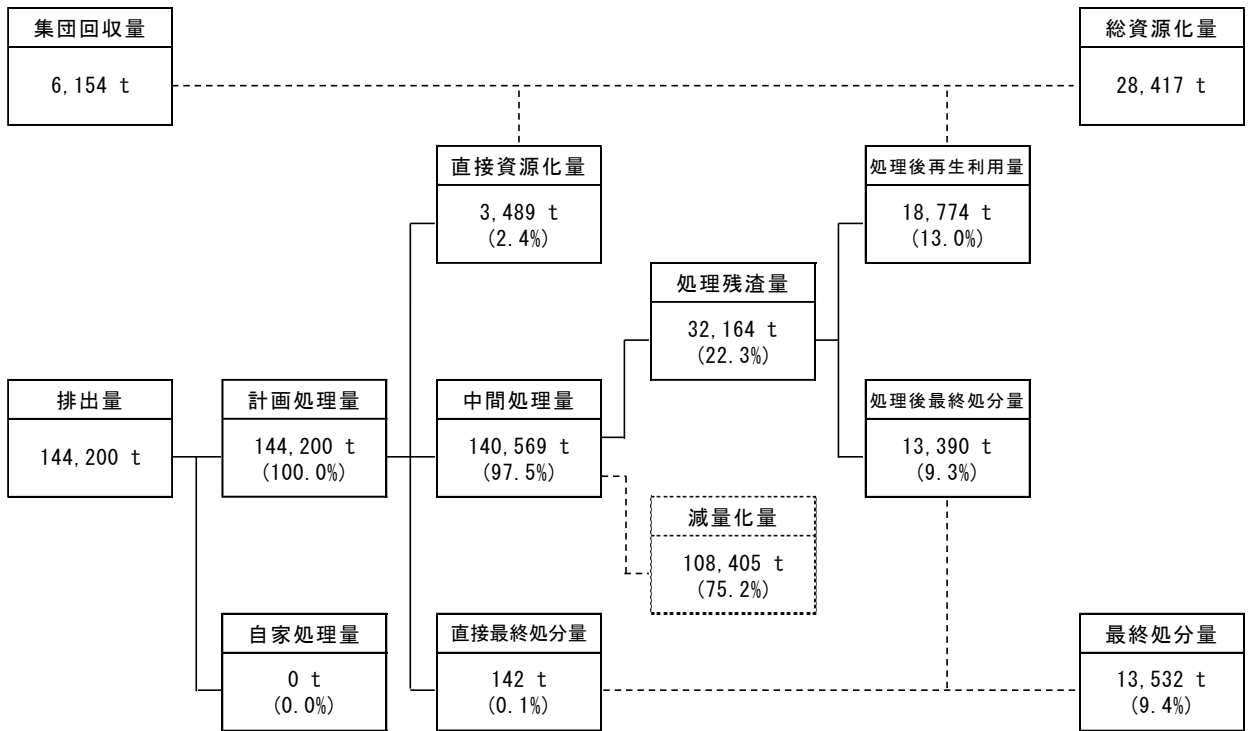 集団回収量
6,154 t
総資源化量
28,417 t
直接資源化量
3,489 t
(2.4%)
処理後再生利用量
18,774 t
(13.0%)
処理残渣量
32,164 t
(22.3%)
排出量
144,200 t
計画処理量
144,200 t
(100.0%)
中間処理量
140,569 t
(97.5%)
処理後最終処分量
13,390 t
(9.3%)
減量化量
108,405 t
(75.2%)
自家処理量
0 t
(0.0%)
直接最終処分量
142 t
(0.1%)
最終処分量
13,532 t
(9.4%)